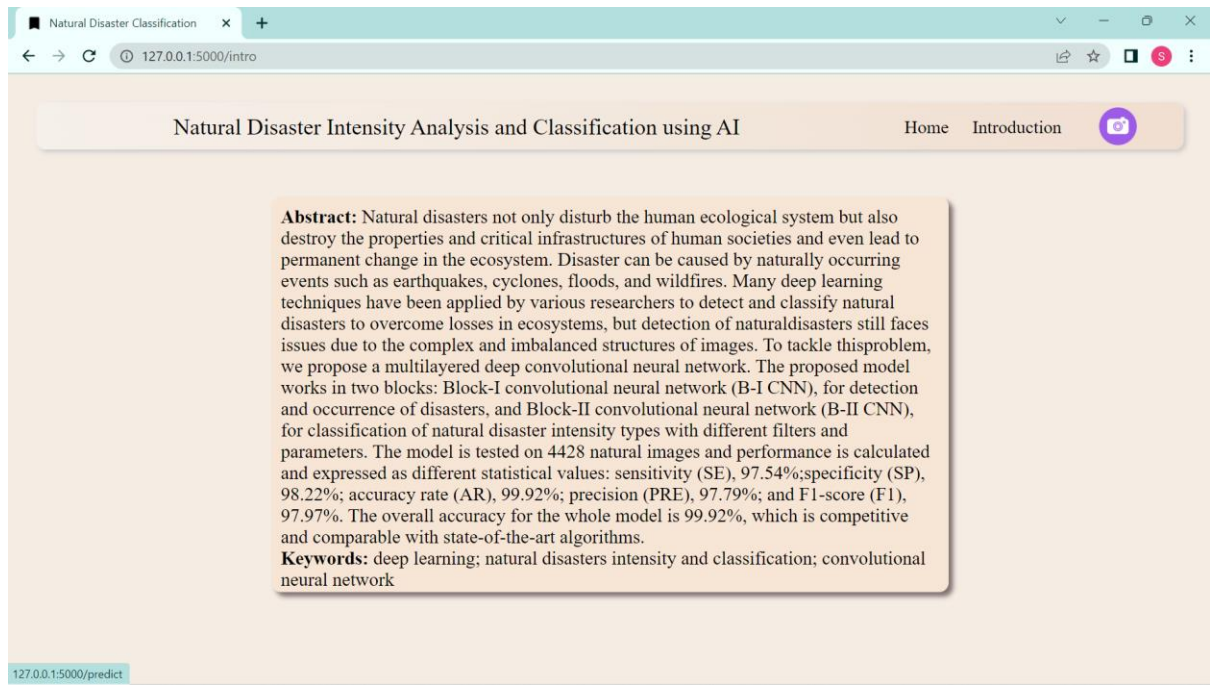 Natural Disaster Classification
127.0.0.1:5000/intro
S
Natural Disaster Intensity Analysis and Classification using AI
Home
Introduction
Abstract: Natural disasters not only disturb the human ecological system but also
destroy the properties and critical infrastructures of human societies and even lead to
permanent change in the ecosystem. Disaster can be caused by naturally occurring
events such as earthquakes, cyclones, floods, and wildfires. Many deep learning
techniques have been applied by various researchers to detect and classify natural
disasters to overcome losses in ecosystems, but detection of naturaldisasters still faces
issues due to the complex and imbalanced structures of images. To tackle thisproblem,
we propose a multilayered deep convolutional neural network. The proposed model
works in two blocks: Block-I convolutional neural network (B-I CNN), for detection
and occurrence of disasters, and Block-II convolutional neural network (B-II CNN),
for classification of natural disaster intensity types with different filters and
parameters. The model is tested on 4428 natural images and performance is calculated
and expressed as different statistical values: sensitivity (SE), 97.54%;specificity (SP),
98.22%; accuracy rate (AR), 99.92%; precision (PRE), 97.79%; and F1-score (F1),
97.97%. The overall accuracy for the whole model is 99.92%, which is competitive
and comparable with state-of-the-art algorithms.
Keywords: deep learning; natural disasters intensity and classification; convolutional
neural network
127.0.0.1:5000/predict